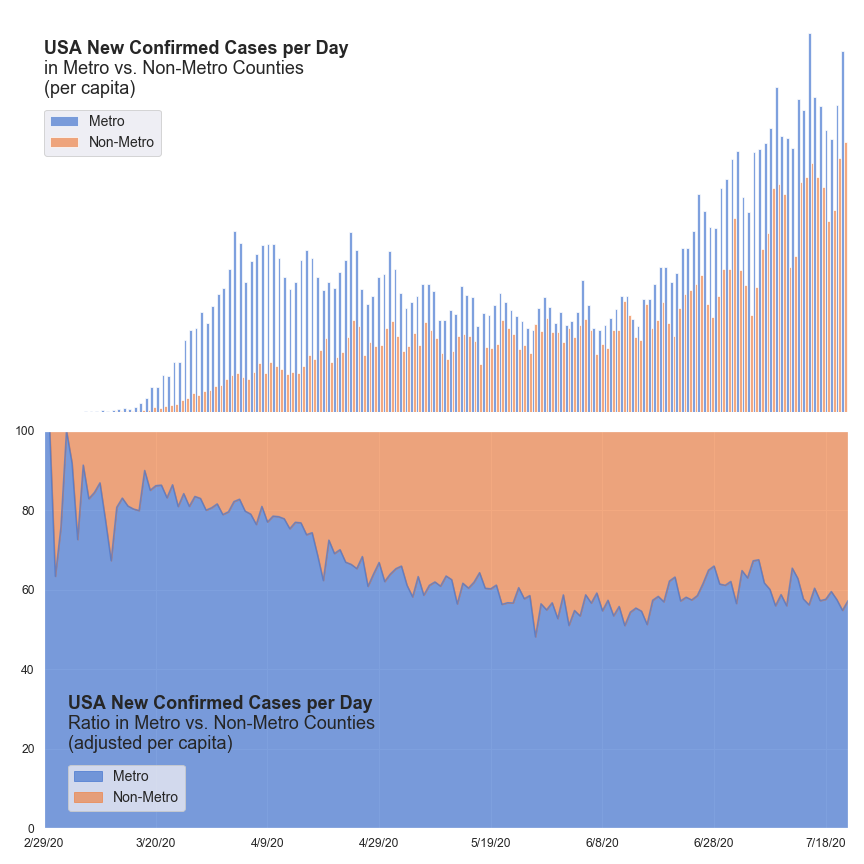 USA New Confirmed Cases per Day
in Metro vs. Non-Metro Counties
(per capita)
Metro
Non-Metro
100
80
60
40
20
0
USA New Confirmed Cases per Day
Ratio in Metro vs. Non-Metro Counties
(adjusted per capita)
Metro
Non-Metro
2/29/20 3/20/20 4/9/20 4/29/20 5/19/20 6/8/20 6/28/20 7/18/20